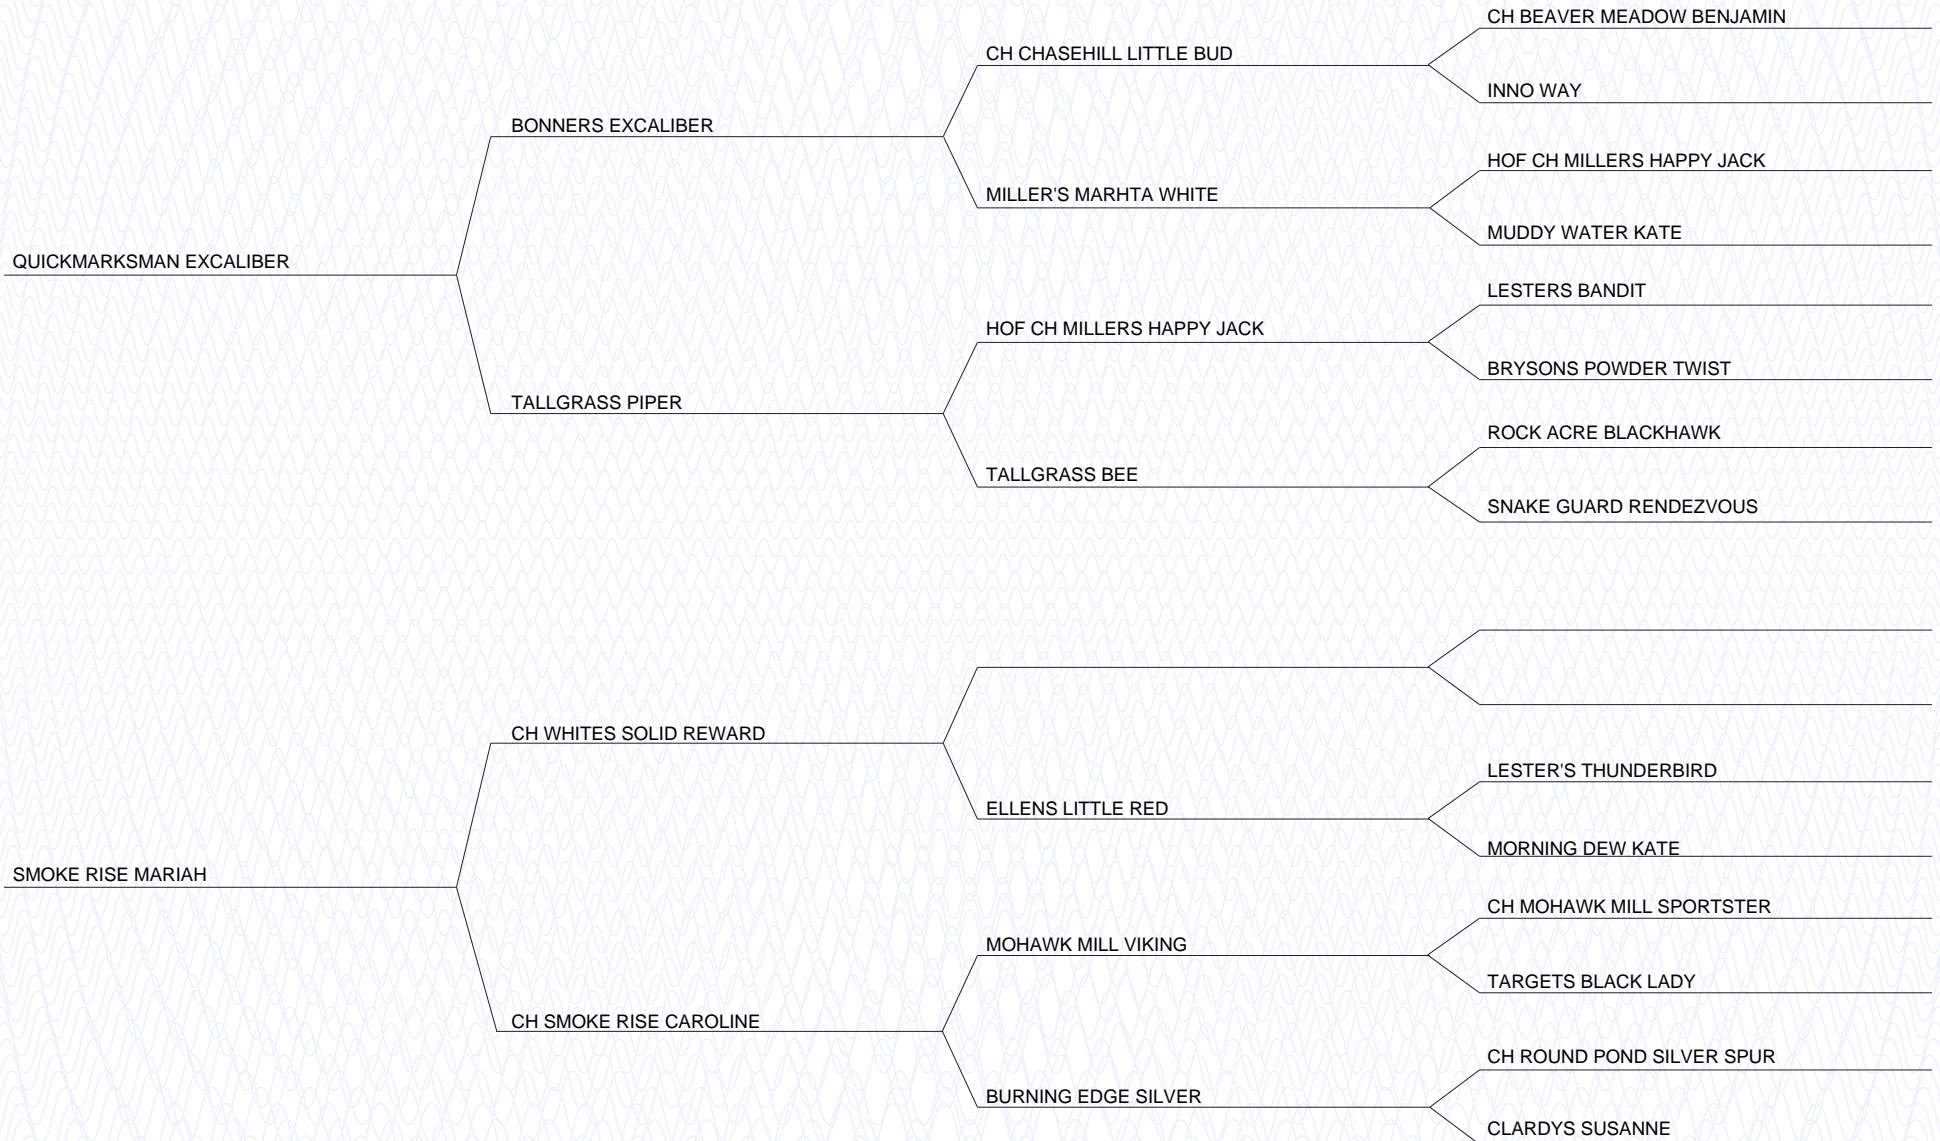 CH BEAVER MEADOW BENJAMIN
CH CHASEHILL LITTLE BUD
INNO WAY
BONNERS EXCALIBER
HOF CH MILLERS HAPPY JACK
MILLER'S MARHTA WHITE
MUDDY WATER KATE
QUICKMARKSMAN EXCALIBER
LESTERS BANDIT
HOF CH MILLERS HAPPY JACK
BRYSONS POWDER TWIST
TALLGRASS PIPER
ROCK ACRE BLACKHAWK
TALLGRASS BEE
SNAKE GUARD RENDEZVOUS
CH WHITES SOLID REWARD
LESTER'S THUNDERBIRD
ELLENS LITTLE RED
MORNING DEW KATE
SMOKE RISE MARIAH
CH MOHAWK MILL SPORTSTER
MOHAWK MILL VIKING
TARGETS BLACK LADY
CH SMOKE RISE CAROLINE
CH ROUND POND SILVER SPUR
BURNING EDGE SILVER
CLARDYS SUSANNE